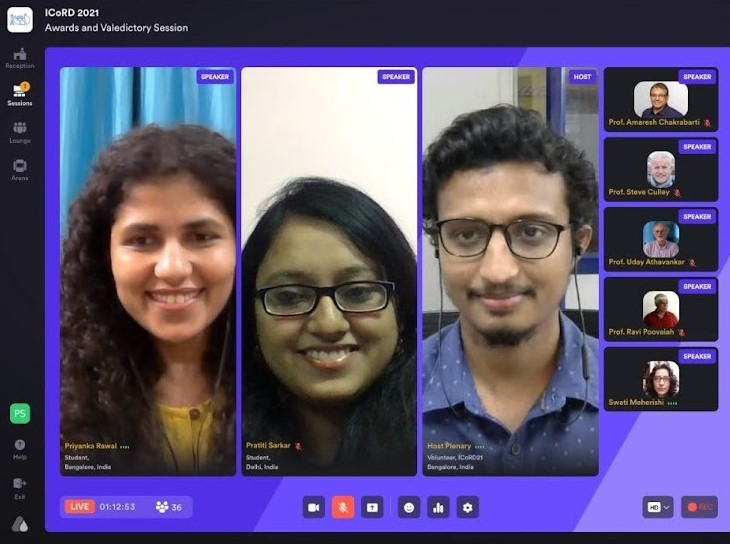 ICoRD 2021
Awards and Valedictory Session
Reception
1
Sessions
Lounge
Arena
PS
Help
Exit
SPEAKER
Priyanka Rawal
Student,
Bangalore, India
SPEAKER
Pratiti Sarkar
Student,
Delhi, India
HOST
Host Plenary
Volunteer, ICoRD21
Bangalore, India
SPEAKER
Prof. Amaresh Chakrabarti
SPEAKER
Prof. Steve Culley
SPEAKER
Prof. Uday Athavankar
SPEAKER
Prof. Ravi Poovaiah
SPEAKER
Swati Meherishi
LIVE 01:12:53 36
HD
REC